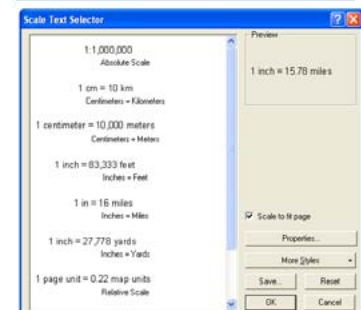 Scale Text Selector
1:1,000,000
Absolute Scale
1 cm = 10 km
Centimeters = Kilometers
1 centimeter = 10,000 meters
Centimeters = Meters
1 inch = 83,333 feet
Inches = Feet
1 in = 16 miles
Inches = Miles
1 inch = 27,778 yards
Inches = Yards
1 page unit = 0.22 map units
Relative Scale
Preview
1 inch = 15.78 miles
Scale to fit page
Properties...
More Styles
Save... Reset
OK Cancel